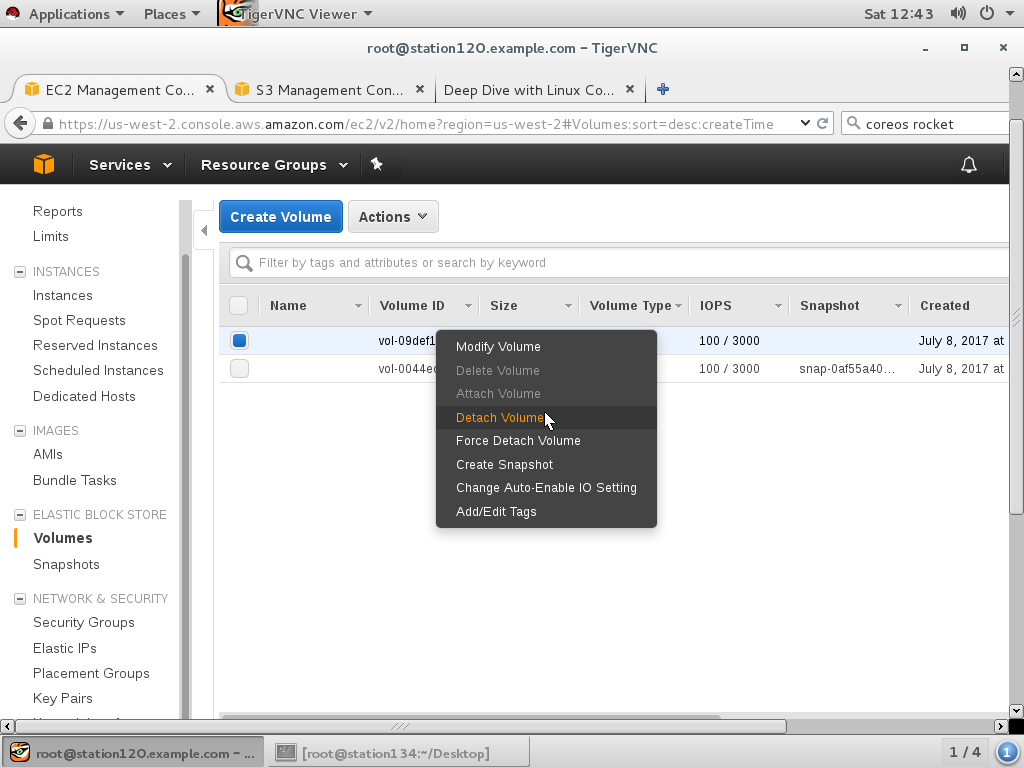 Applications Places TigerVNC Viewer Sat 12:43
root@station120.example.com – TigerVNC
EC2 Management Co... S3 Management Con... Deep Dive with Linux Co...
https://us-west-2.console.aws.amazon.com/ec2/v2/home?region=us-west-2#Volumes:sort=desc:createTime coreos rocket
Services Resource Groups
Reports
Limits
INSTANCES
Instances
Spot Requests
Reserved Instances
Scheduled Instances
Dedicated Hosts
IMAGES
AMIs
Bundle Tasks
ELASTIC BLOCK STORE
Volumes
Snapshots
NETWORK & SECURITY
Security Groups
Elastic IPs
Placement Groups
Key Pairs
Create Volume Actions
Filter by tags and attributes or search by keyword
Name Volume ID Size Volume Type IOPS Snapshot Created
vol-09def1 100 / 3000 July 8, 2017 at
vol-0044e 100 / 3000 snap-0af55a40... July 8, 2017 at
Modify Volume
Delete Volume
Attach Volume
Detach Volume
Force Detach Volume
Create Snapshot
Change Auto-Enable IO Setting
Add/Edit Tags
root@station120.example.com – ... [root@station134:~/Desktop] 1 / 4 1